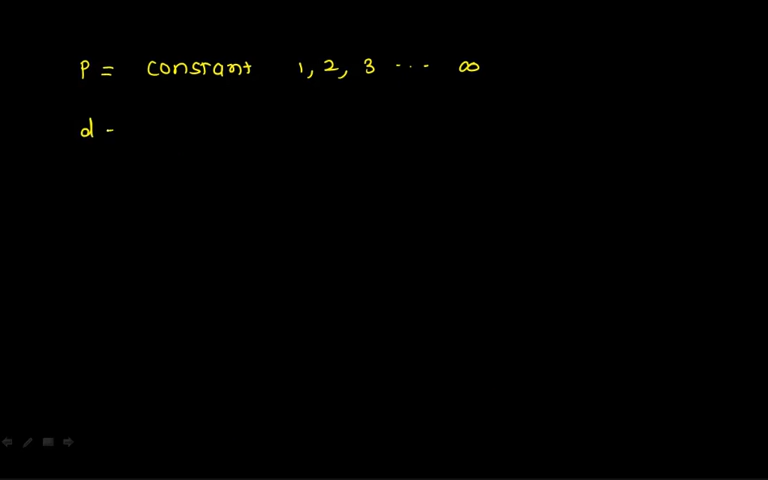 P = constant 1, 2, 3 ... ∞
d -